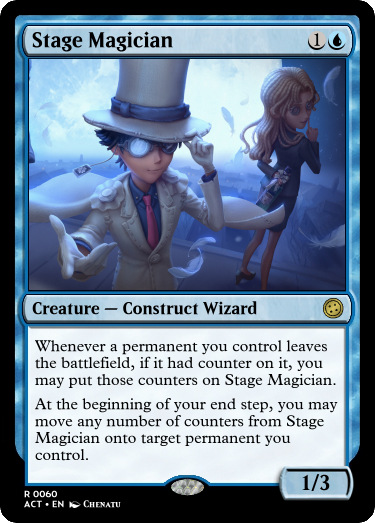 Stage Magician
1
Creature — Construct Wizard
Whenever a permanent you control leaves
the battlefield, if it had counter on it, you
may put those counters on Stage Magician.
At the beginning of your end step, you may
move any number of counters from Stage
Magician onto target permanent you
control.
1/3
R 0060
ACT • EN Chenatu